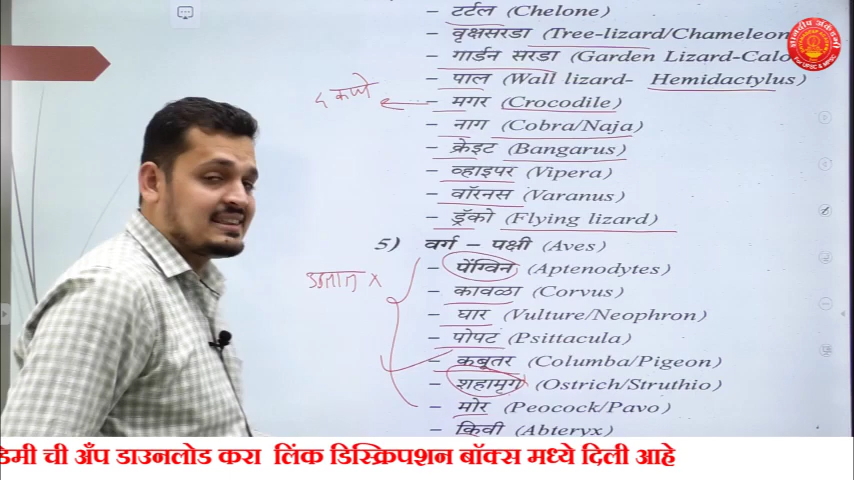 – टर्टल (Chelone)
– वृक्षसरडा (Tree-lizard/Chameleon
– गार्डन सरडा (Garden Lizard-Calo
– पाल (Wall lizard- Hemidactylus)
– मगर (Crocodile)
– नाग (Cobra/Naja)
– क्रेइट (Bangarus)
– व्हाइपर (Vipera)
– वॉरनस (Varanus)
– ड्रॅको (Flying lizard)
5) वर्ग – पक्षी (Aves)
– पेंग्विन (Aptenodytes)
– कावळा (Corvus)
– घार (Vulture/Neophron)
– पोपट (Psittacula)
– कबूतर (Columba/Pigeon)
– शहामृग (Ostrich/Struthio)
– मोर (Peocock/Pavo)
– किवी (Abteryx)
डमी ची अँप डाउनलोड करा लिंक डिस्क्रिपशन बॉक्स मध्ये दिली आहे